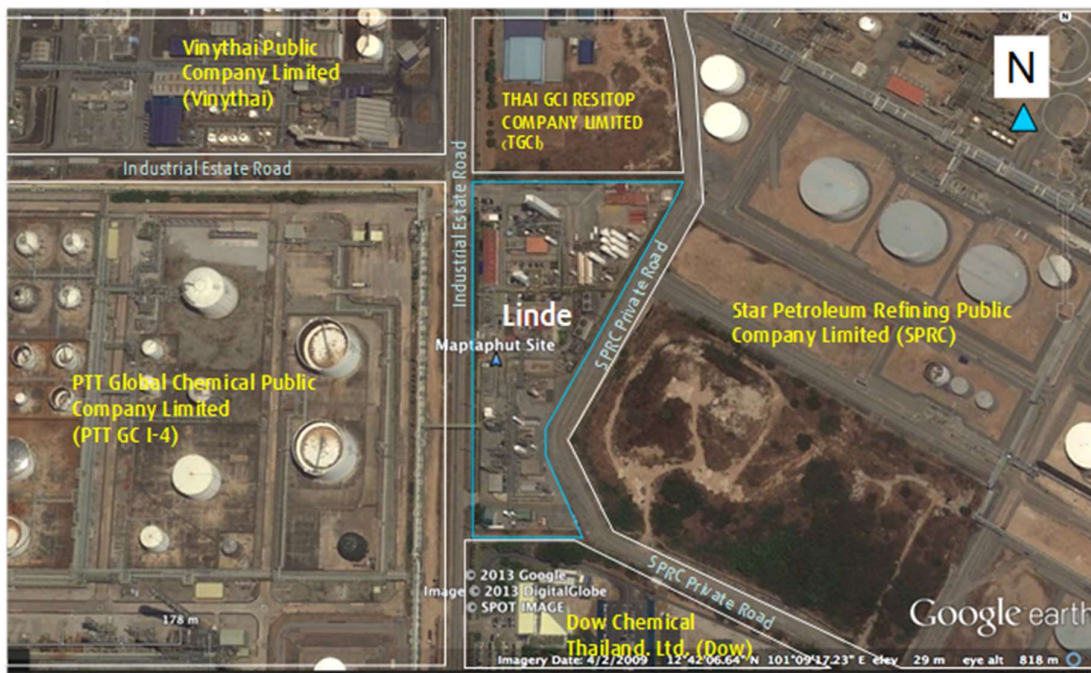 Vinythai Public
Company Limited
(Vinythai)
THAI GCI RESITOP
COMPANY LIMITED
(TGCI)
N
N
Industrial Estate Road
Industrial Estate Road
SPRC Private Road
Linde
Maptaphut Site
Star Petroleum Refining Public
Company Limited (SPRC)
PTT Global Chemical Public
Company Limited
(PTT GC I-4)
SPRC Private Road
© 2013 Google
Image © 2013 DigitalGlobe
© SPOT IMAGE
Google earth
178 m
Dow Chemical
Thailand. Ltd. (Dow)
Imagery Date: 4/2/2009 12°42'06.64" N 101°09'17.23" E elev 29 m eye alt 818 m